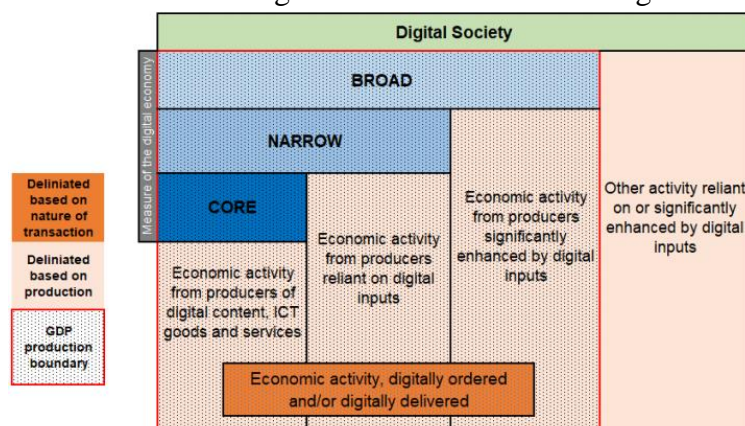 Digital Society
BROAD
NARROW
CORE
Measure of the digital economy
Deliniated
based on
nature of
transaction
Deliniated
based on
production
GDP
production
boundary
Economic activity
from producers of
digital content, ICT
goods and services
Economic activity
from producers
reliant on digital
inputs
Economic activity
from producers
significantly
enhanced by digital
inputs
Other activity reliant
on or significantly
enhanced by digital
inputs
Economic activity, digitally ordered
and/or digitally delivered